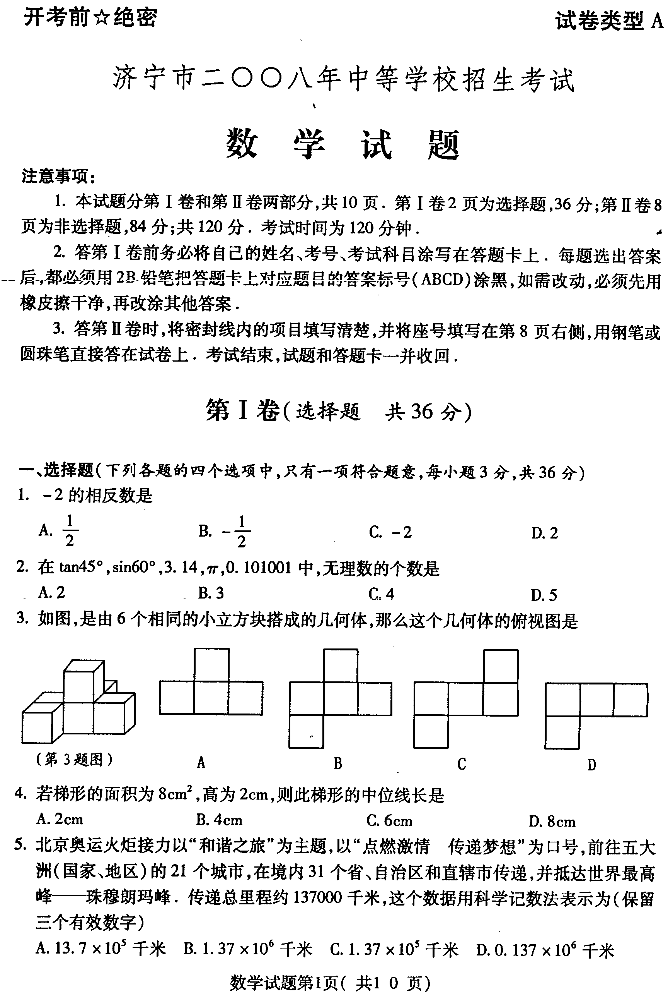 开考前☆绝密
试卷类型 A
济宁市二〇〇八年中等学校招生考试
数 学 试 题
注意事项:
1. 本试题分第Ⅰ卷和第Ⅱ卷两部分,共10 页. 第Ⅰ卷2 页为选择题,36 分;第Ⅱ卷8
页为非选择题,84 分;共 120 分. 考试时间为 120 分钟.
2. 答第Ⅰ卷前务必将自己的姓名、考号、考试科目涂写在答题卡上. 每题选出答案
后,都必须用 2B 铅笔把答题卡上对应题目的答案标号(ABCD)涂黑,如需改动,必须先用
橡皮擦干净,再改涂其他答案.
3. 答第Ⅱ卷时,将密封线内的项目填写清楚,并将座号填写在第 8 页右侧,用钢笔或
圆珠笔直接答在试卷上. 考试结束,试题和答题卡一并收回.
第Ⅰ卷(选择题 共 36 分)
一、选择题(下列各题的四个选项中,只有一项符合题意,每小题 3 分,共 36 分)
1. -2 的相反数是
A. 1/2 B. -1/2 C. -2 D. 2
2. 在 tan45°,sin60°,3. 14,π,0. 101001 中,无理数的个数是
A. 2 B. 3 C. 4 D. 5
3. 如图,是由 6 个相同的小立方块搭成的几何体,那么这个几何体的俯视图是
(第 3 题图) A B C D
4. 若梯形的面积为 8cm²,高为 2cm,则此梯形的中位线长是
A. 2cm B. 4cm C. 6cm D. 8cm
5. 北京奥运火炬接力以“和谐之旅”为主题,以“点燃激情 传递梦想”为口号,前往五大
洲(国家、地区)的 21 个城市,在境内 31 个省、自治区和直辖市传递,并抵达世界最高
峰——珠穆朗玛峰. 传递总里程约 137000 千米,这个数据用科学记数法表示为(保留
三个有效数字)
A. 13. 7 ×10⁵ 千米 B. 1. 37 ×10⁶ 千米 C. 1. 37 ×10⁵ 千米 D. 0. 137 ×10⁶ 千米
数学试题第1页( 共1 0 页)